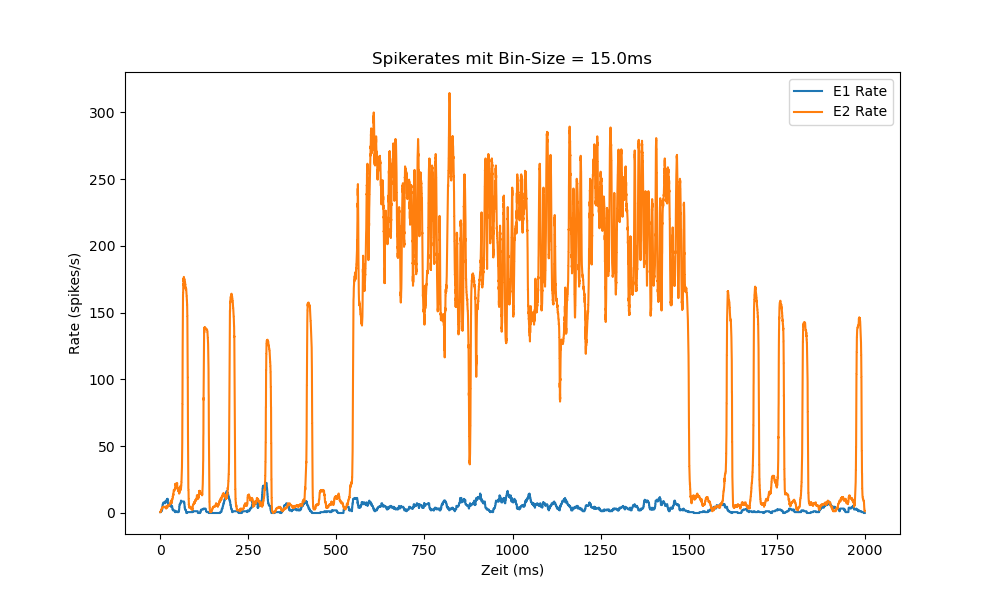 Spikerates mit Bin-Size = 15.0ms
E1 Rate
E2 Rate
Rate (spikes/s)
300
250
200
150
100
50
0
0 250 500 750 1000 1250 1500 1750 2000
Zeit (ms)